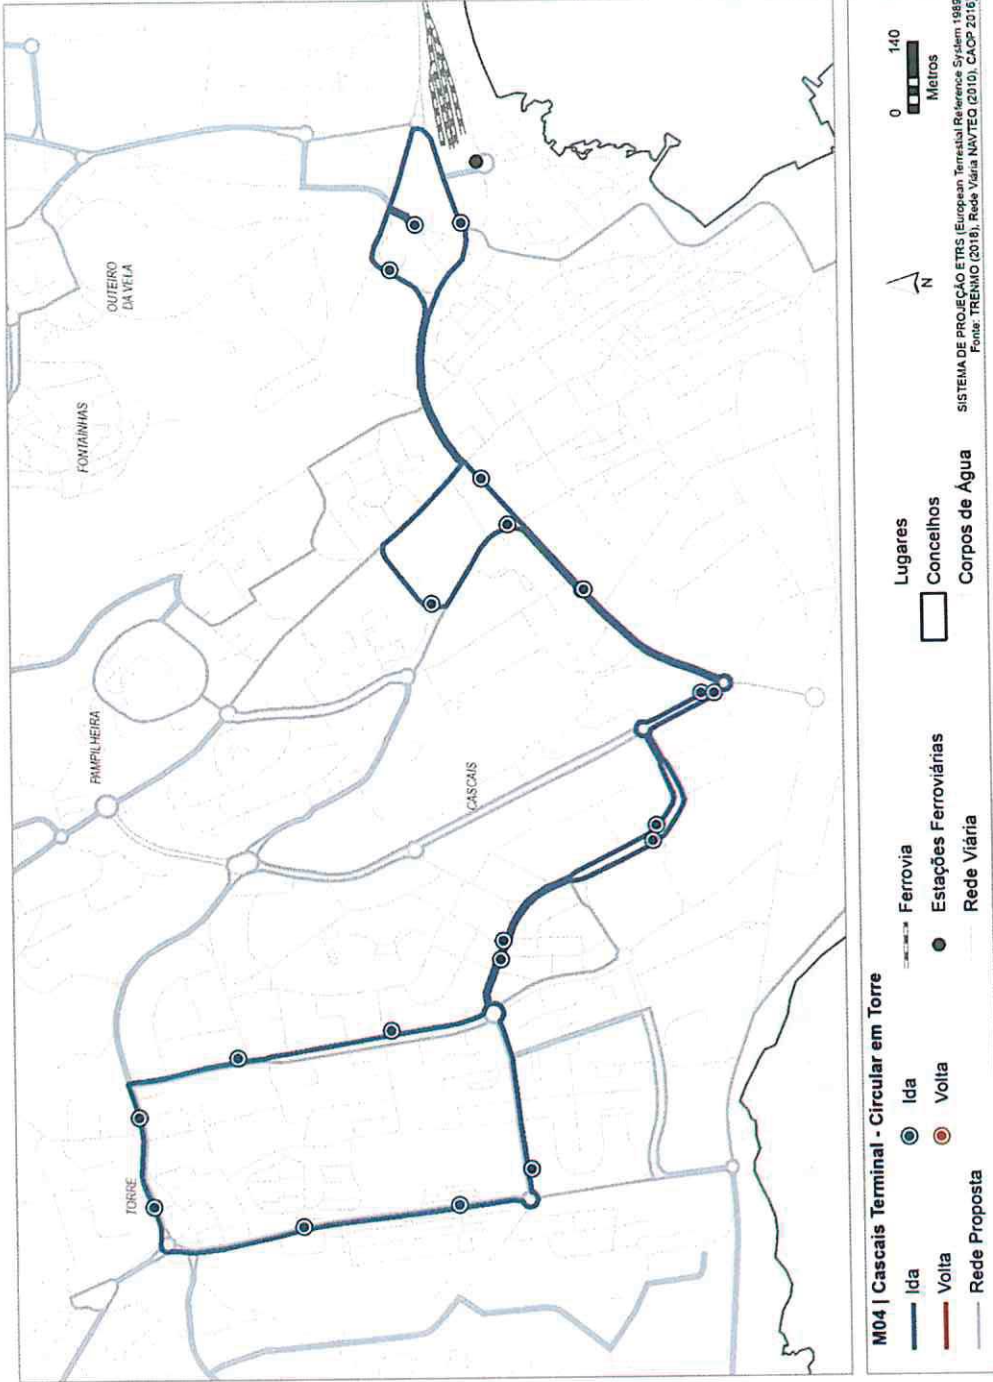 OUTEIRO
DA VELA
FONTAÍNHAS
PAMPILHEIRA
CASCAIS
TORRE
M04 | Cascais Terminal - Circular em Torre
Ida
Volta
Rede Proposta
Ida
Volta
Ferrovia
Estações Ferroviárias
Rede Viária
Lugares
Concelhos
Corpos de Água
N
0 140
Metros
SISTEMA DE PROJEÇÃO ETRS (European Terrestial Reference System 1989
Fonte: TRENMO (2018), Rede Viária NAVTEQ (2010), CAOP 2016